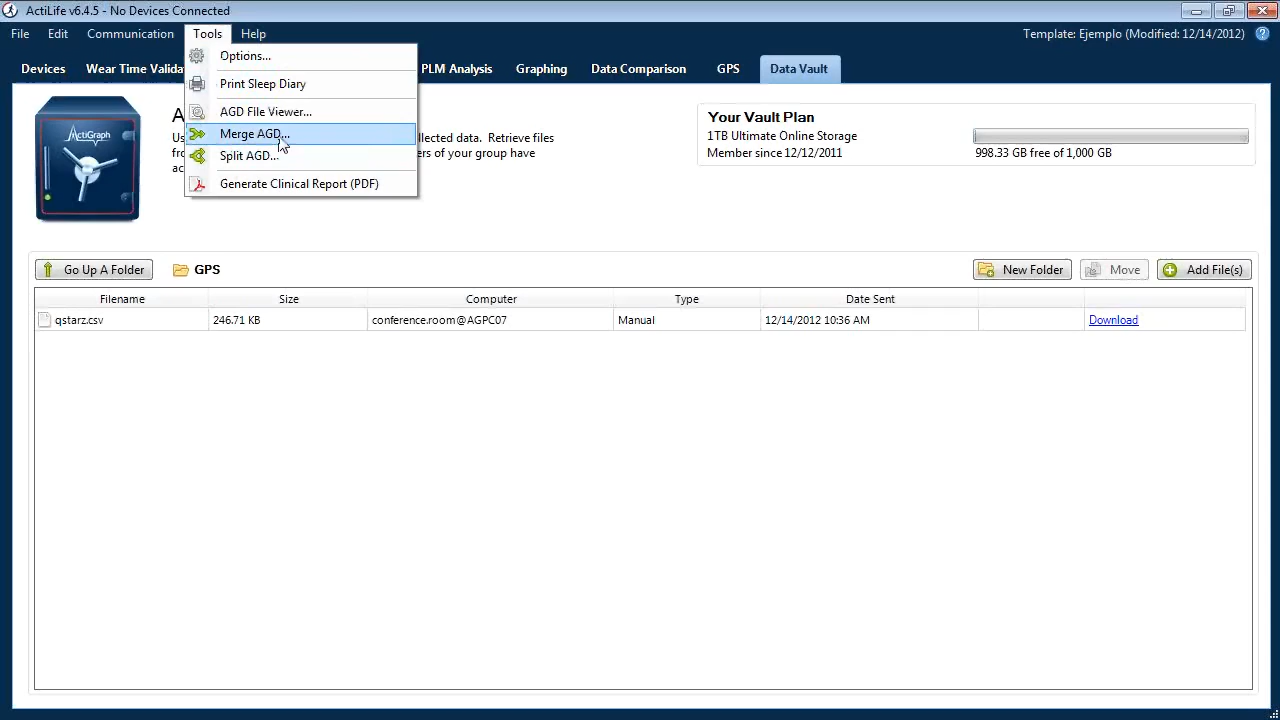 ActiLife v6.4.5 - No Devices Connected
File Edit Communication Tools Help
Template: Ejemplo (Modified: 12/14/2012)
Devices Wear Time Valida PLM Analysis Graphing Data Comparison GPS Data Vault
Options...
Print Sleep Diary
AGD File Viewer...
Merge AGD...
Split AGD...
Generate Clinical Report (PDF)
ActiGraph
A
Us llected data. Retrieve files
fro ers of your group have
ac
Your Vault Plan
1TB Ultimate Online Storage
Member since 12/12/2011 998.33 GB free of 1,000 GB
Go Up A Folder GPS New Folder Move Add File(s)
Filename Size Computer Type Date Sent
qstarz.csv 246.71 KB conference.room@AGPC07 Manual 12/14/2012 10:36 AM Download